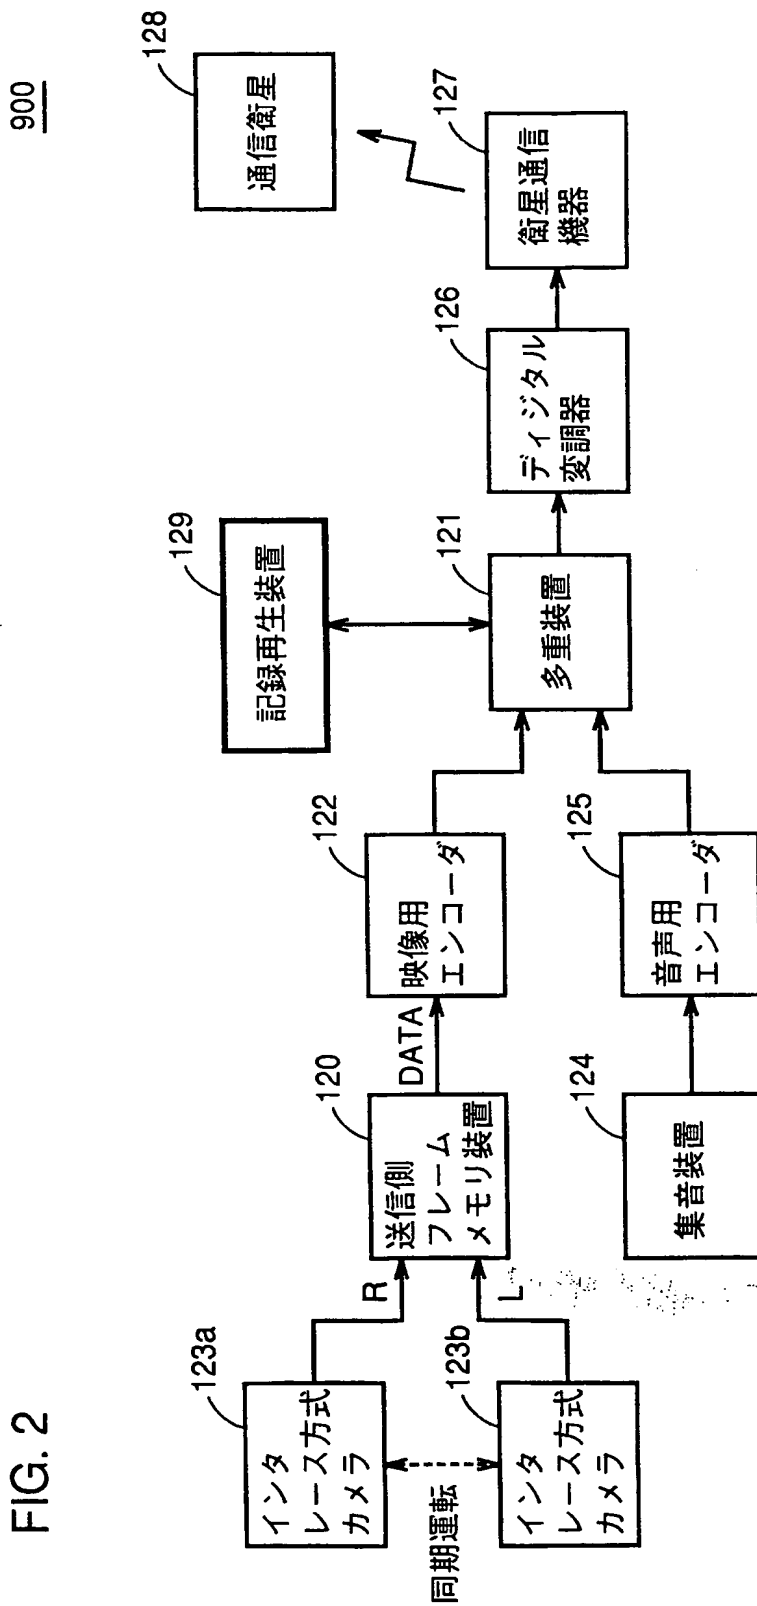 FIG. 2
900
123a
インタ
レース方式
カメラ
同期運転
123b
インタ
レース方式
カメラ
R
L
120
送信側
フレーム
メモリ装置
DATA
122
映像用
エンコーダ
124
集音装置
125
音声用
エンコーダ
129
記録再生装置
121
多重装置
126
ディジタル
変調器
127
衛星通信
機器
128
通信衛星